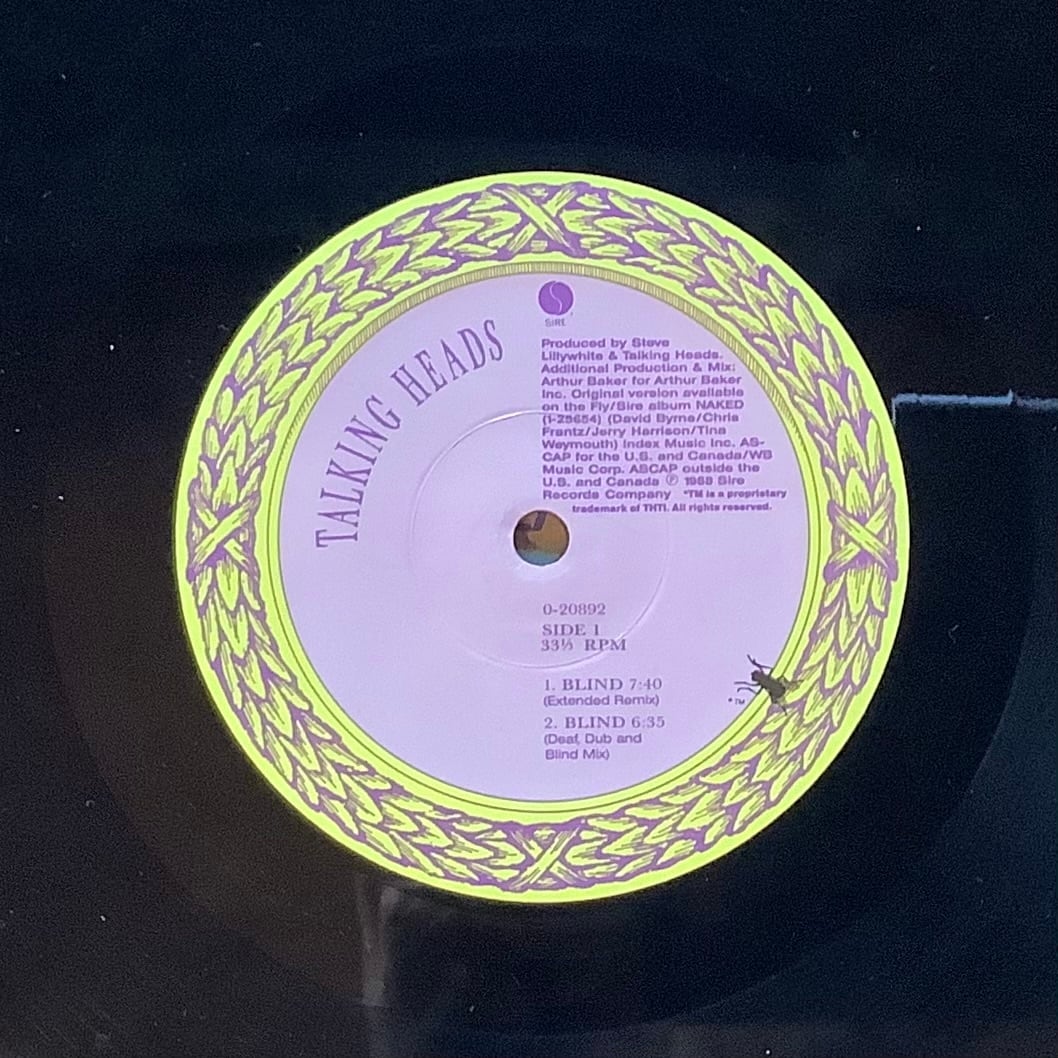 TALKING HEADS
SIRE
Produced by Steve
Lillywhite & Talking Heads.
Additional Production & Mix:
Arthur Baker for Arthur Baker
Inc. Original version available
on the Fly/Sire album NAKED
(1-25654) (David Byrne/Chris
Frantz/Jerry Harrison/Tina
Weymouth) Index Music Inc. AS-
CAP for the U.S. and Canada/WB
Music Corp. ASCAP outside the
U.S. and Canada ℗ 1988 Sire
Records Company *TM is a proprietary
trademark of THTI. All rights reserved.
0-20892
SIDE 1
33⅓ RPM
1. BLIND 7:40
(Extended Remix)
*™
2. BLIND 6:35
(Deaf, Dub and
Blind Mix)